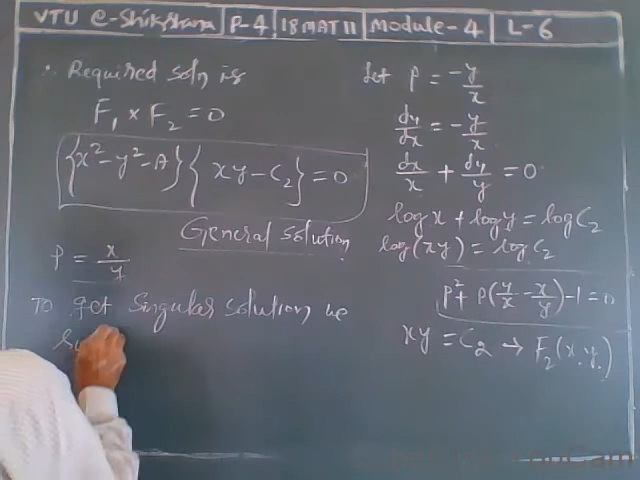 VTU e-Shikshana P-4 18MAT11 Module-4 L-6
∴ Required soln is
F₁ × F₂ = 0
{x² - y² - A} { xy - C₂} = 0
General solution
P = x/y
To get Singular solution we
Su
Let P = -y/x
dy/dx = -y/x
dx/x + dy/y = 0
log x + log y = log C₂
log(xy) = log C₂
P² + P(y/x - x/y) - 1 = 0
xy = C₂ → F₂(x, y,)